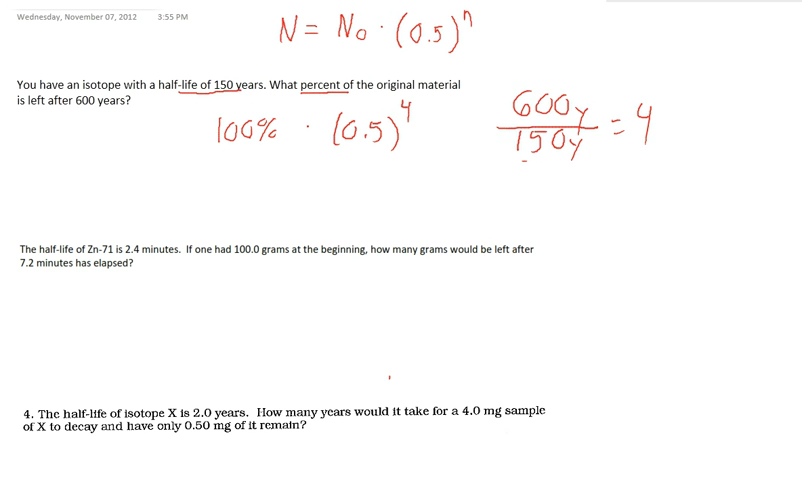 Wednesday, November 07, 2012 3:55 PM
N = N₀ · (0.5)ⁿ
You have an isotope with a half-life of 150 years. What percent of the original material
is left after 600 years?
100% · (0.5)⁴
600y
150y = 4
The half-life of Zn-71 is 2.4 minutes. If one had 100.0 grams at the beginning, how many grams would be left after
7.2 minutes has elapsed?
4. The half-life of isotope X is 2.0 years. How many years would it take for a 4.0 mg sample
of X to decay and have only 0.50 mg of it remain?